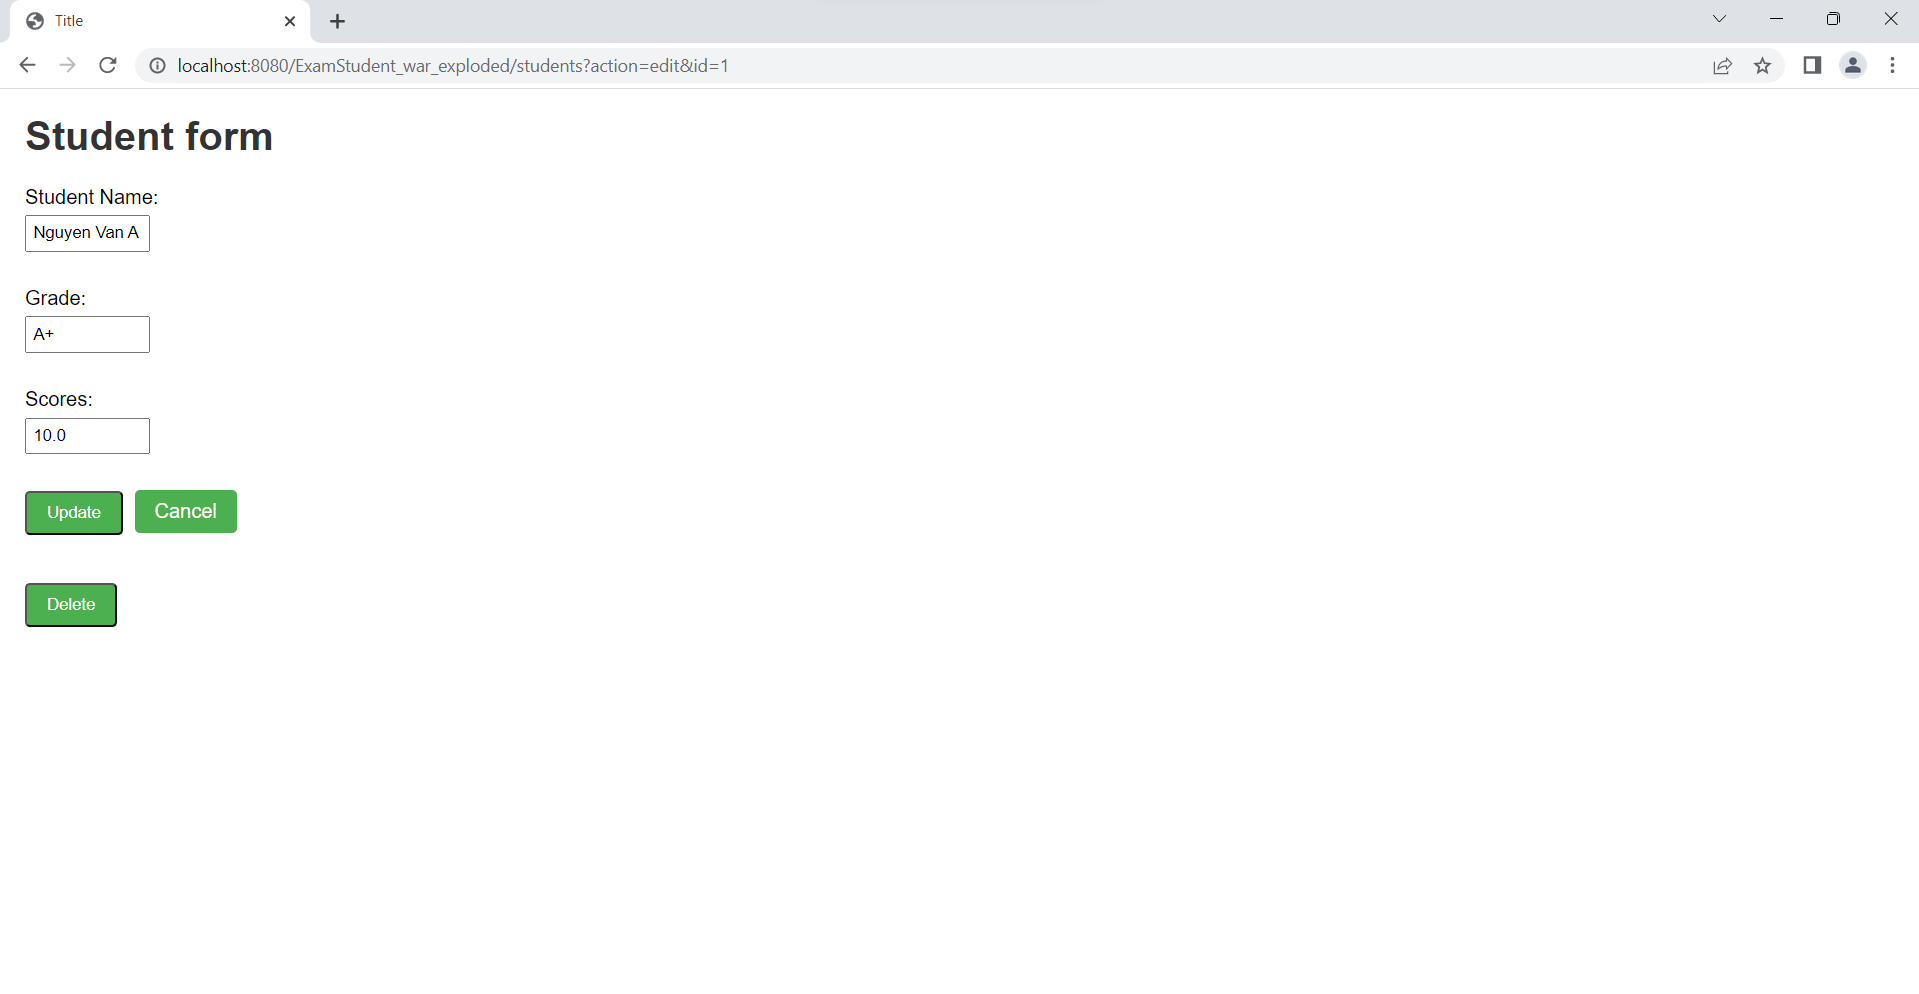 Title
localhost:8080/ExamStudent_war_exploded/students?action=edit&id=1
Student form
Student Name:
Nguyen Van A
Grade:
A+
Scores:
10.0
Update Cancel
Delete